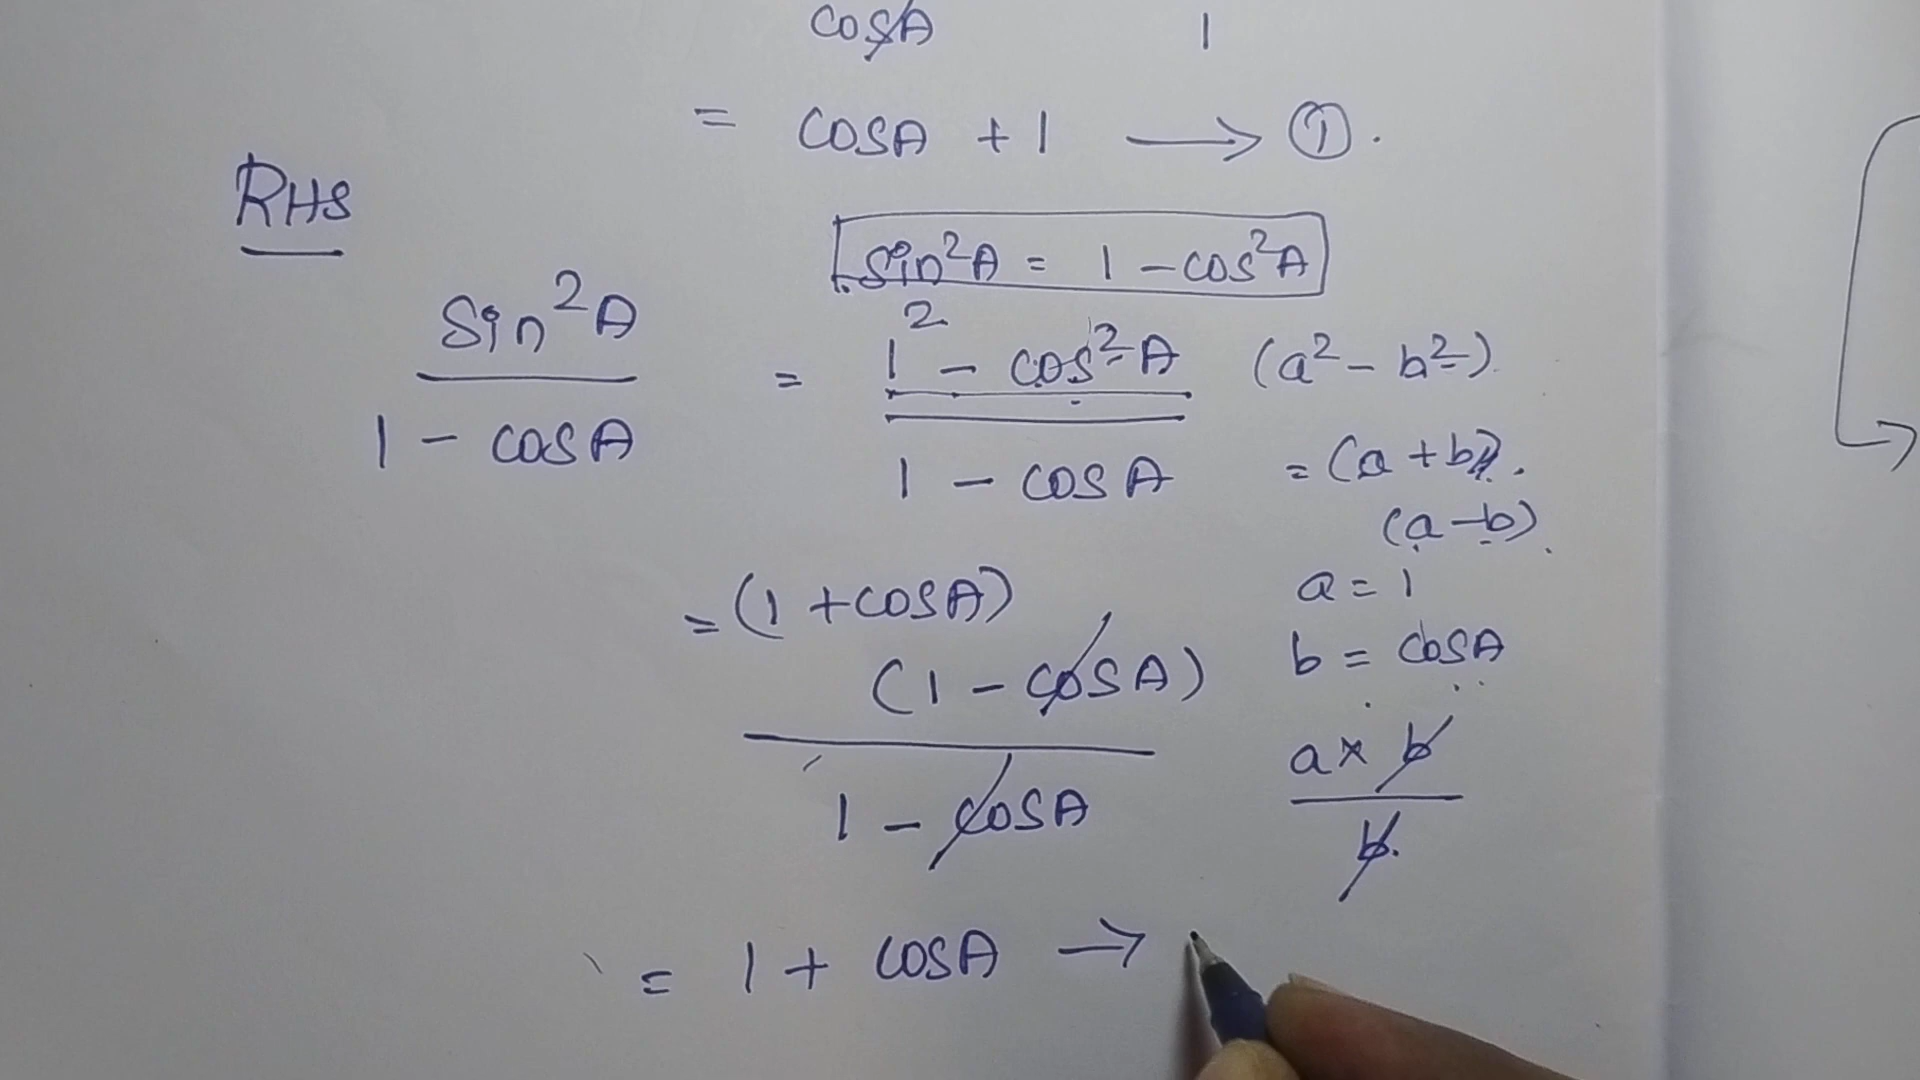 cosA 1
= cosA + 1 → ①.
RHS
sin²A = 1 - cos²A
Sin²A / 1 - cosA = 1² - cos²A / 1 - cosA
(a² - b²)
= (a + b).
(a - b).
a = 1
b = cosA
= (1 + cosA)
(1 - cosA)
1 - cosA
a × b
b.
= 1 + cosA →